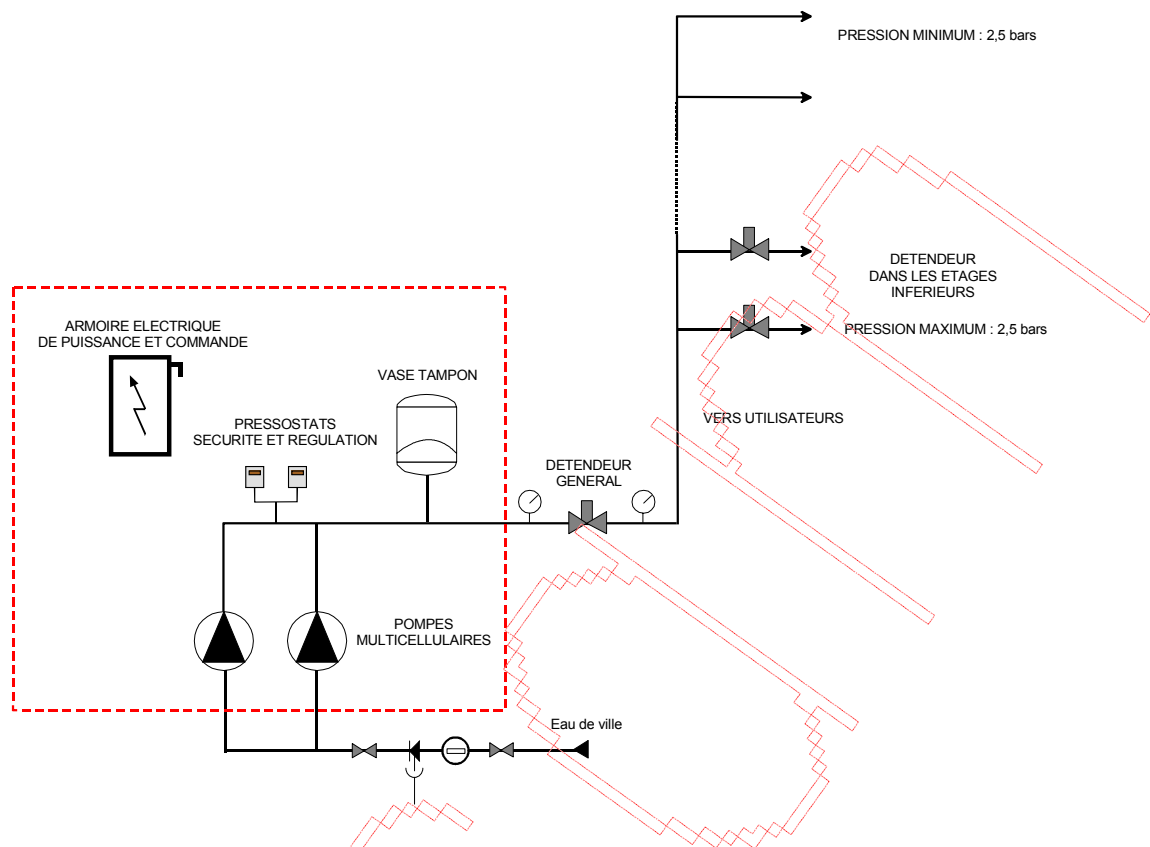 PRESSION MINIMUM : 2,5 bars
DETENDEUR
DANS LES ETAGES
INFERIEURS
PRESSION MAXIMUM : 2,5 bars
ARMOIRE ELECTRIQUE
DE PUISSANCE ET COMMANDE
VASE TAMPON
PRESSOSTATS
SECURITE ET REGULATION
VERS UTILISATEURS
DETENDEUR
GENERAL
POMPES
MULTICELLULAIRES
Eau de ville